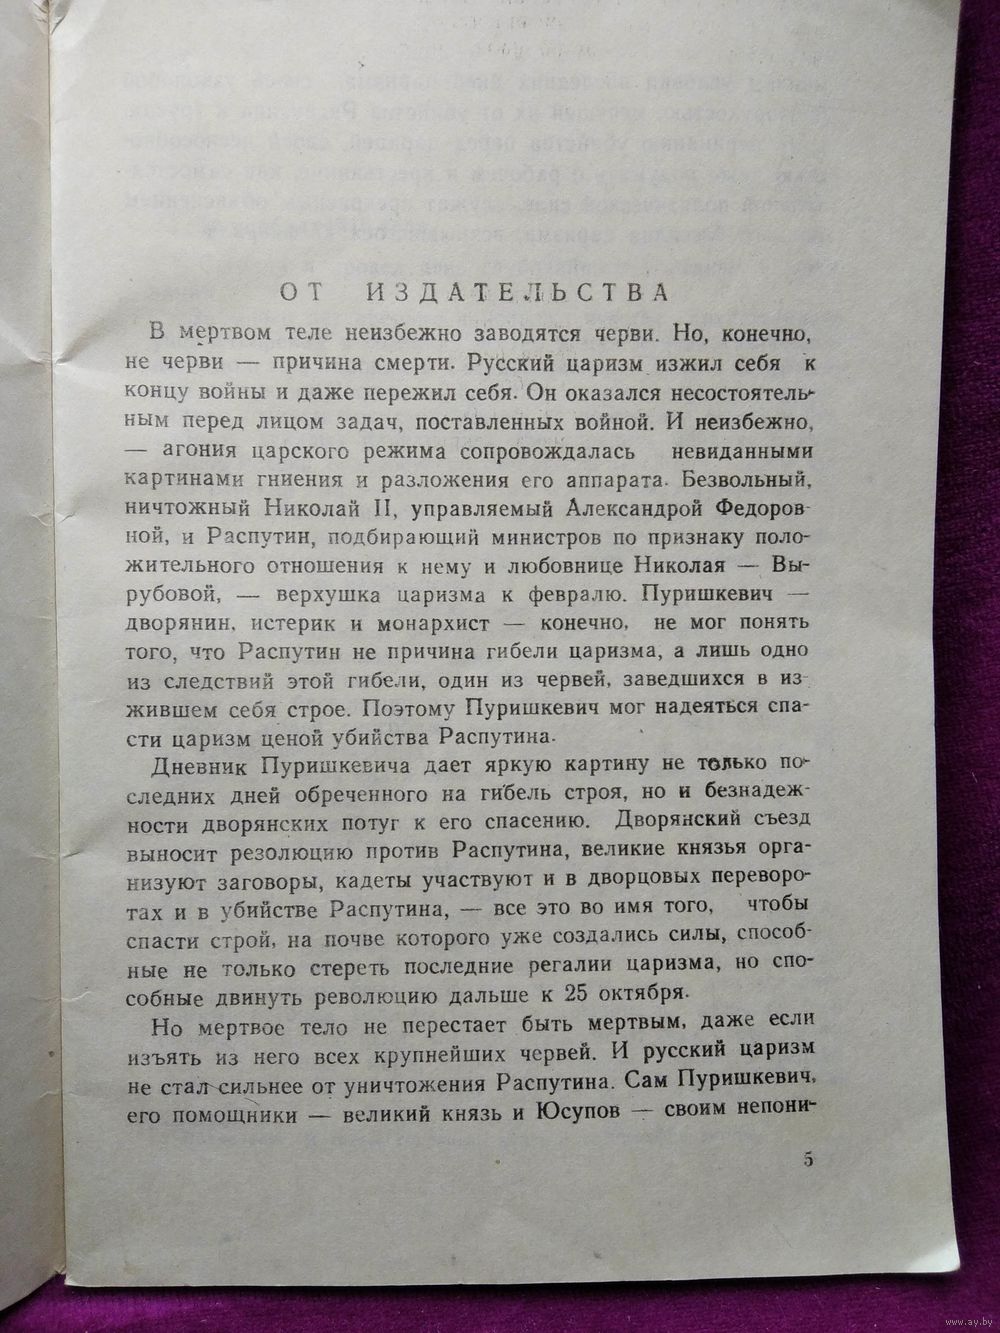 ОТ ИЗДАТЕЛЬСТВА
В мертвом теле неизбежно заводятся черви. Но, конечно,
не черви — причина смерти. Русский царизм изжил себя к
концу войны и даже пережил себя. Он оказался несостоятель-
ным перед лицом задач, поставленных войной. И неизбежно,
— агония царского режима сопровождалась невиданными
картинами гниения и разложения его аппарата. Безвольный,
ничтожный Николай II, управляемый Александрой Федоров-
ной, и Распутин, подбирающий министров по признаку поло-
жительного отношения к нему и любовнице Николая — Вы-
рубовой, — верхушка царизма к февралю. Пуришкевич —
дворянин, истерик и монархист — конечно, не мог понять
того, что Распутин не причина гибели царизма, а лишь одно
из следствий этой гибели, один из червей, заведшихся в из-
жившем себя строе. Поэтому Пуришкевич мог надеяться спа-
сти царизм ценой убийства Распутина.
Дневник Пуришкевича дает яркую картину не только по-
следних дней обреченного на гибель строя, но и безнадеж-
ности дворянских потуг к его спасению. Дворянский съезд
выносит резолюцию против Распутина, великие князья орга-
низуют заговоры, кадеты участвуют и в дворцовых переворо-
тах и в убийстве Распутина, — все это во имя того, чтобы
спасти строй, на почве которого уже создались силы, способ-
ные не только стереть последние регалии царизма, но спо-
собные двинуть революцию дальше к 25 октября.
Но мертвое тело не перестает быть мертвым, даже если
изъять из него всех крупнейших червей. И русский царизм
не стал сильнее от уничтожения Распутина. Сам Пуришкевич,
его помощники — великий князь и Юсупов — своим непони-
5
www.ay.by